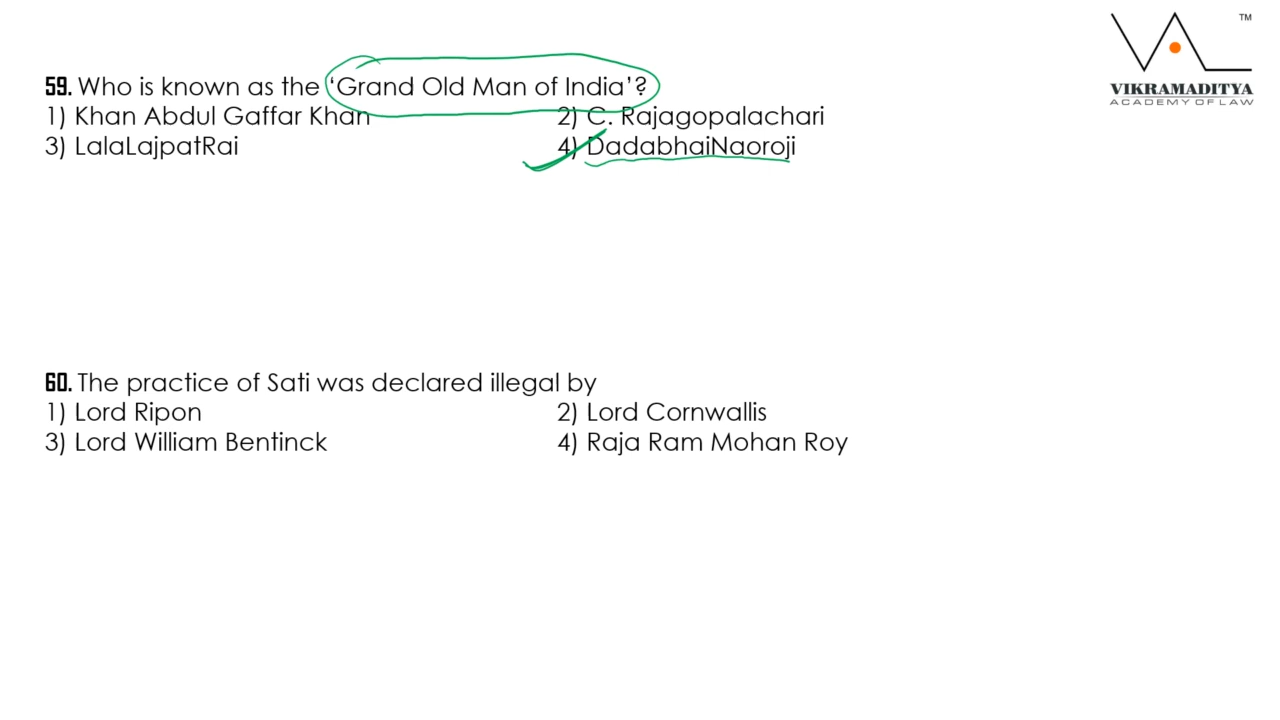 TM
VIKRAMADITYA
ACADEMY OF LAW
59. Who is known as the ‘Grand Old Man of India’?
1) Khan Abdul Gaffar Khan 2) C. Rajagopalachari
3) LalaLajpatRai 4) DadabhaiNaoroji
60. The practice of Sati was declared illegal by
1) Lord Ripon 2) Lord Cornwallis
3) Lord William Bentinck 4) Raja Ram Mohan Roy